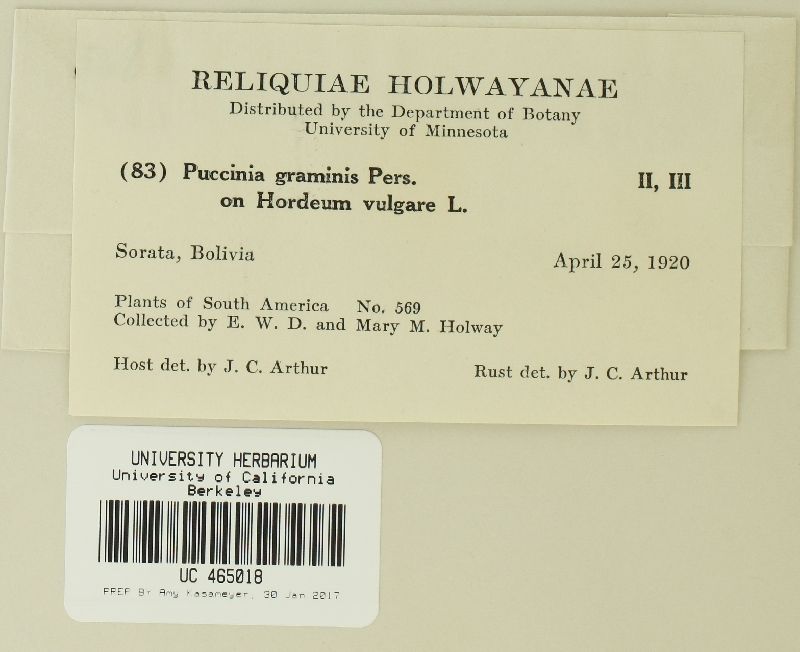 RELIQUIAE HOLWAYANAE
Distributed by the Department of Botany
University of Minnesota
(83) Puccinia graminis Pers. II, III
on Hordeum vulgare L.
Sorata, Bolivia April 25, 1920
Plants of South America No. 569
Collected by E. W. D. and Mary M. Holway
Host det. by J. C. Arthur Rust det. by J. C. Arthur
UNIVERSITY HERBARIUM
University of California
Berkeley
UC 465018
PREP BY Amy Kasameyer, 30 Jan 2017